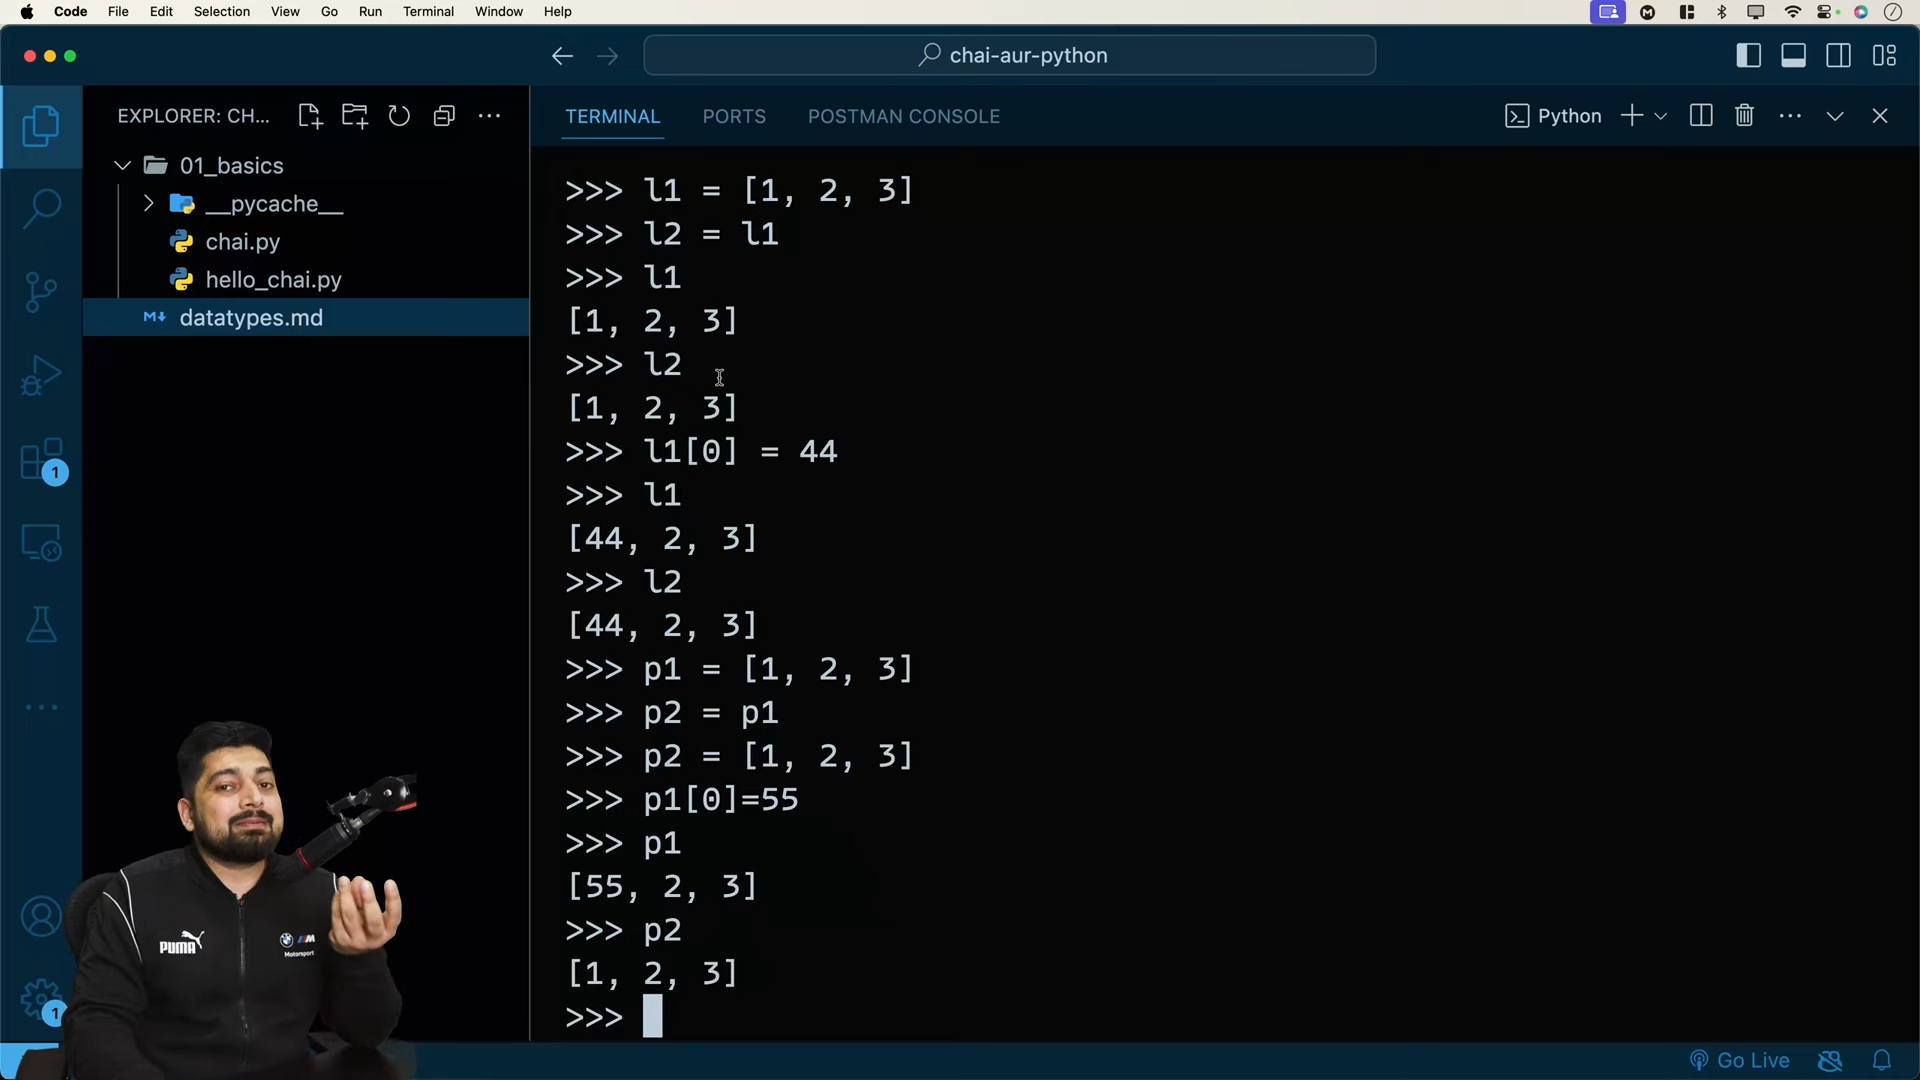 Code File Edit Selection View Go Run Terminal Window Help
chai-aur-python
EXPLORER: CH...
01_basics
__pycache__
chai.py
hello_chai.py
datatypes.md
TERMINAL PORTS POSTMAN CONSOLE
Python
>>> l1 = [1, 2, 3]
>>> l2 = l1
>>> l1
[1, 2, 3]
>>> l2
[1, 2, 3]
>>> l1[0] = 44
>>> l1
[44, 2, 3]
>>> l2
[44, 2, 3]
>>> p1 = [1, 2, 3]
>>> p2 = p1
>>> p2 = [1, 2, 3]
>>> p1[0]=55
>>> p1
[55, 2, 3]
>>> p2
[1, 2, 3]
>>>
1
1
PUMA
M
Motorsport
Go Live